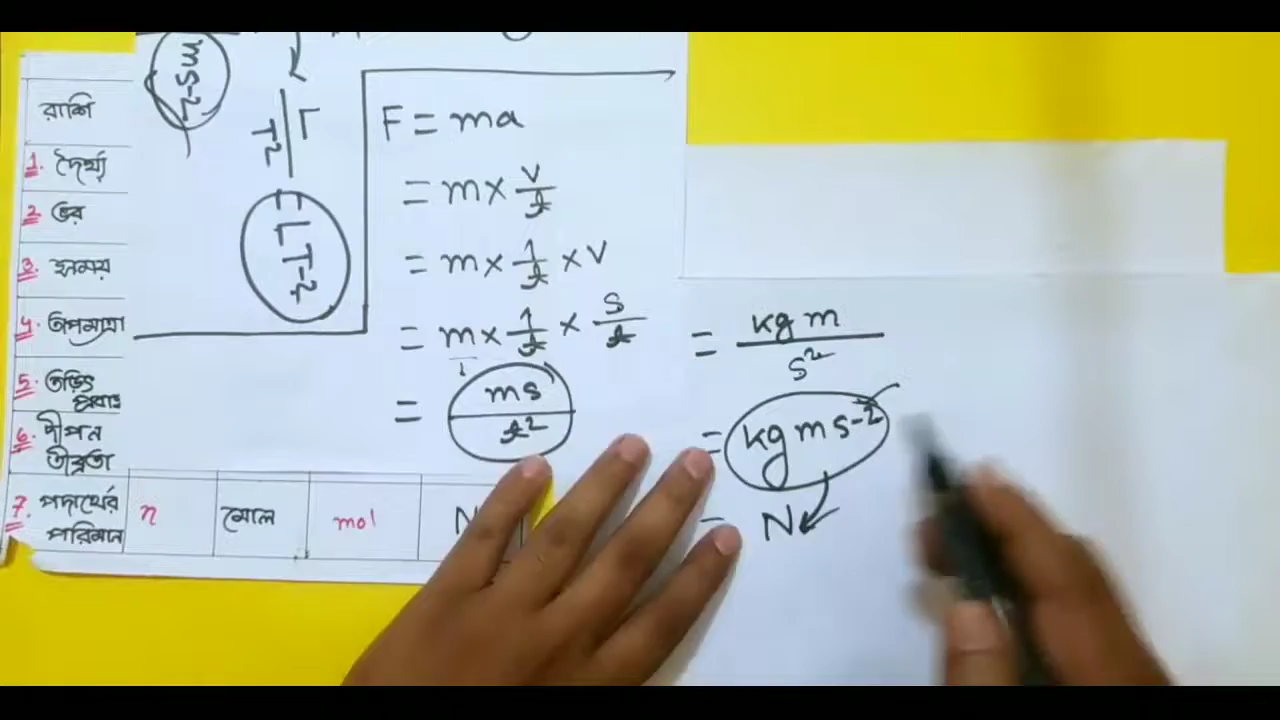 ms-2
L
T2
= LT-2
রাশি
1. দৈর্ঘ্য
2. ভর
3. সময়
4. তাপমাত্রা
5. তড়িৎ
প্রবাহ
6. দীপন
তীব্রতা
7. পদার্থের
পরিমান
n
মোল
mol
N
F = ma
= m × v/t
= m × 1/t × v
= m × 1/t × s/t
= ms/t²
= kg m/s²
= kg m s-2
= N